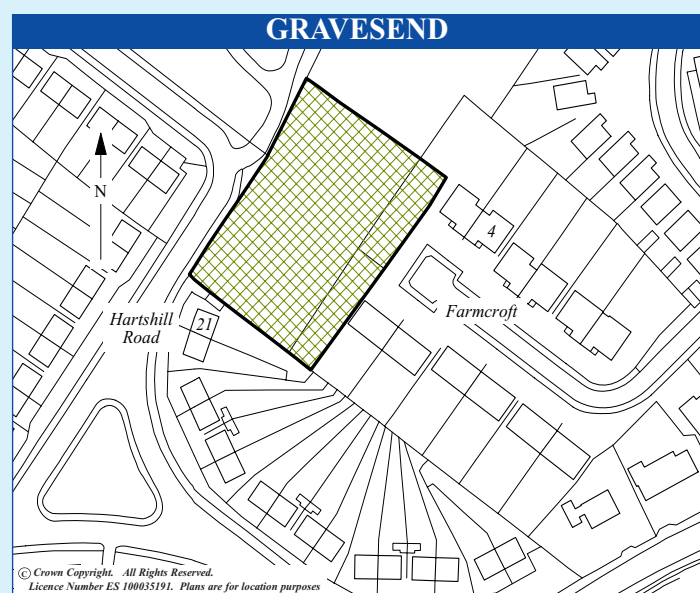 GRAVESEND
N
4
Hartshill
Road
21
Farmcroft
© Crown Copyright. All Rights Reserved.
Licence Number ES 100035191. Plans are for location purposes